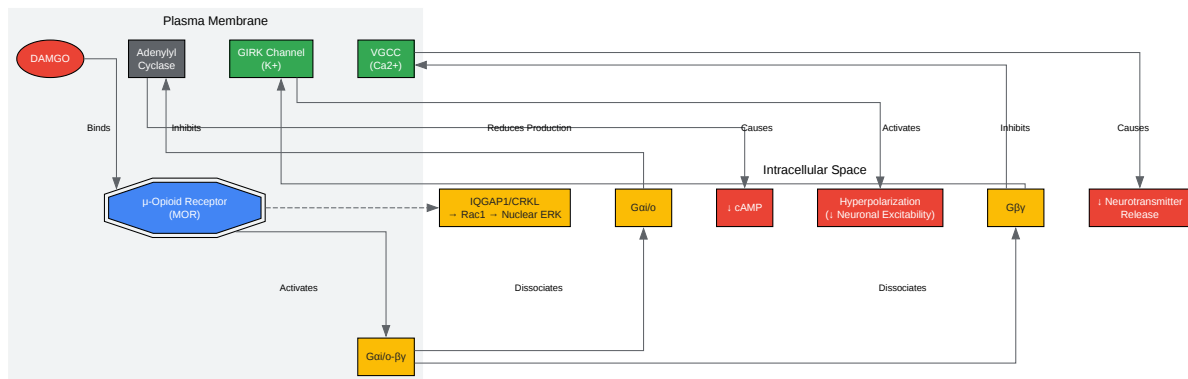 Plasma Membrane
DAMGO
Adenylyl
Cyclase
GIRK Channel
(K+)
VGCC
(Ca2+)
Binds
Inhibits
Reduces Production
Causes
Activates
Inhibits
Causes
Intracellular Space
μ-Opioid Receptor
(MOR)
IQGAP1/CRKL
→ Rac1 → Nuclear ERK
Gαi/o
↓ cAMP
Hyperpolarization
(↓ Neuronal Excitability)
Gβγ
↓ Neurotransmitter
Release
Activates
Dissociates
Dissociates
Gαi/o-βγ